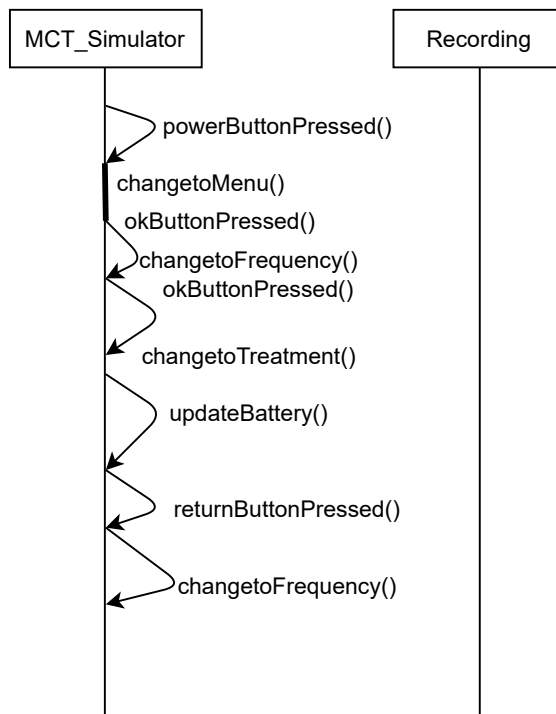 MCT_Simulator
Recording
powerButtonPressed()
changetoMenu()
okButtonPressed()
changetoFrequency()
okButtonPressed()
changetoTreatment()
updateBattery()
returnButtonPressed()
changetoFrequency()